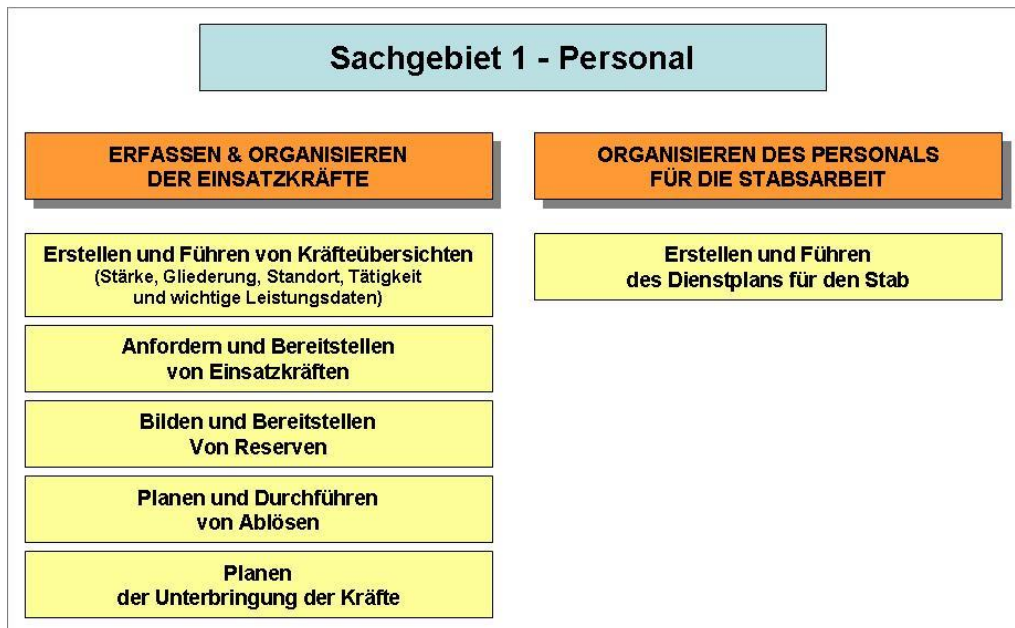 Sachgebiet 1 - Personal
ERFASSEN & ORGANISIEREN
DER EINSATZKRÄFTE
Erstellen und Führen von Kräfteübersichten
(Stärke, Gliederung, Standort, Tätigkeit
und wichtige Leistungsdaten)
Anfordern und Bereitstellen
von Einsatzkräften
Bilden und Bereitstellen
Von Reserven
Planen und Durchführen
von Ablösen
Planen
der Unterbringung der Kräfte
ORGANISIEREN DES PERSONALS
FÜR DIE STABSARBEIT
Erstellen und Führen
des Dienstplans für den Stab